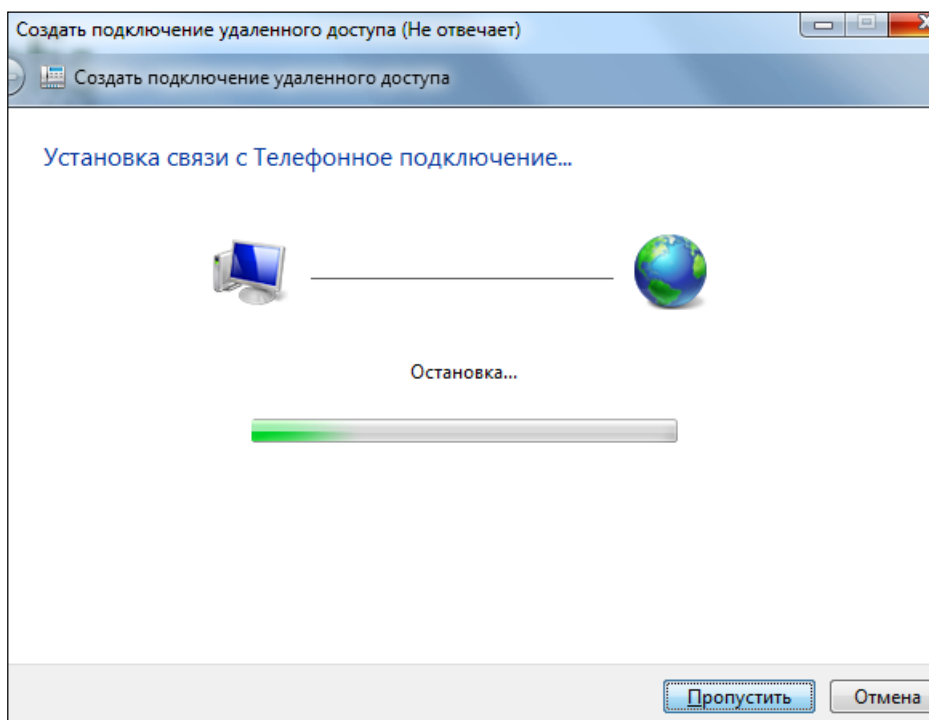 Создать подключение удаленного доступа (Не отвечает)
Создать подключение удаленного доступа
Установка связи с Телефонное подключение...
Остановка...
Пропустить
Отмена